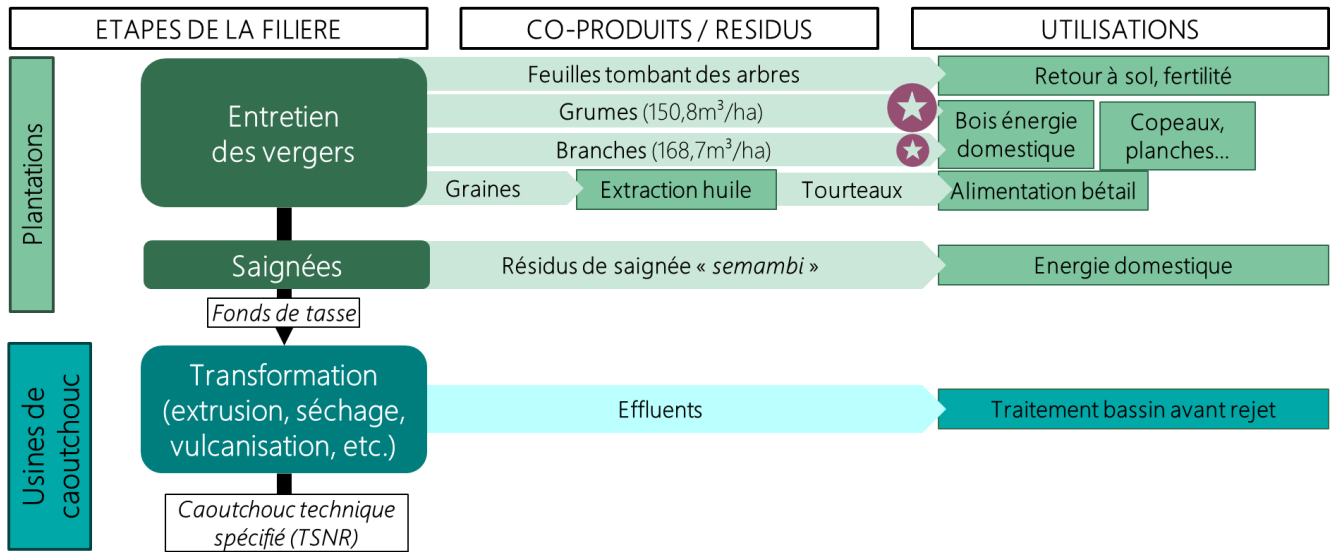 ETAPES DE LA FILIERE
CO-PRODUITS / RESIDUS
UTILISATIONS
Plantations
Entretien
des vergers
Feuilles tombant des arbres
Retour à sol, fertilité
Grumes (150,8m³/ha)
Branches (168,7m³/ha)
Bois énergie
domestique
Copeaux,
planches...
Graines
Extraction huile
Tourteaux
Alimentation bétail
Saignées
Résidus de saignée « semambi »
Energie domestique
Fonds de tasse
Usines de
caoutchouc
Transformation
(extrusion, séchage,
vulcanisation, etc.)
Effluents
Traitement bassin avant rejet
Caoutchouc technique
spécifié (TSNR)